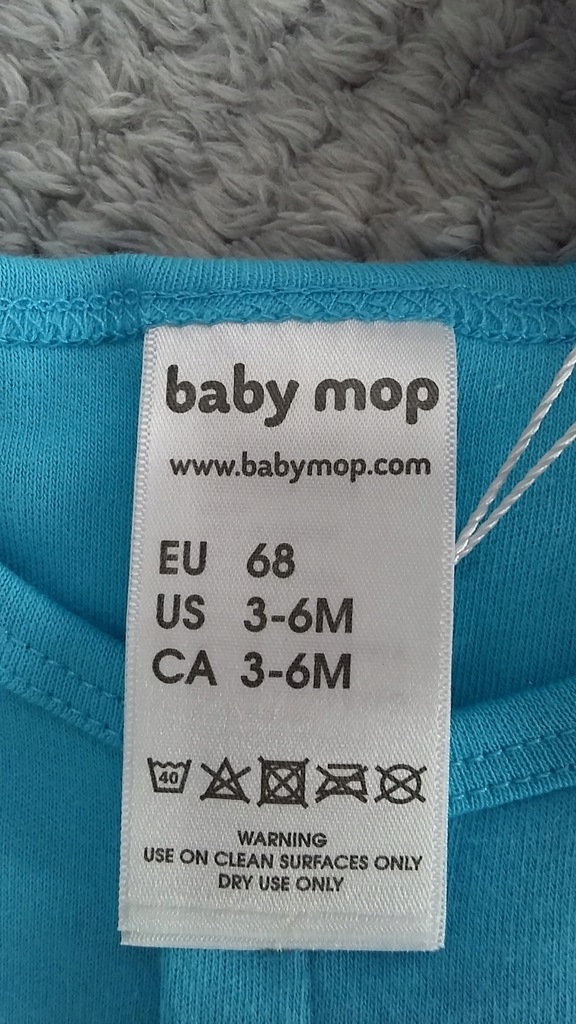 baby mop
www.babymop.com
EU 68
US 3-6M
CA 3-6M
40
WARNING
USE ON CLEAN SURFACES ONLY
DRY USE ONLY